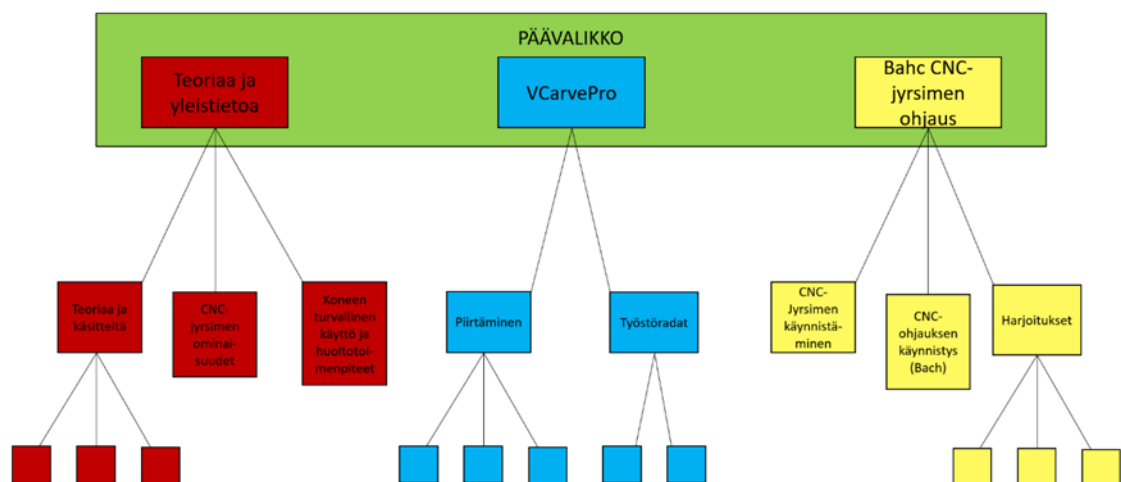 PÄÄVALIKKO
Teoriaa ja
yleistietoa
VCarvePro
Bahc CNC-
jyrsimen
ohjaus
Teoriaa ja
käsitteitä
CNC-
jyrsimen
ominai-
suudet
Koneen
turvallinen
käyttö ja
huoltotoi-
menpiteet
Piirtäminen
Työstöradat
CNC-
Jyrsimen
käynnistä-
minen
CNC-
ohjauksen
käynnistys
(Bach)
Harjoitukset